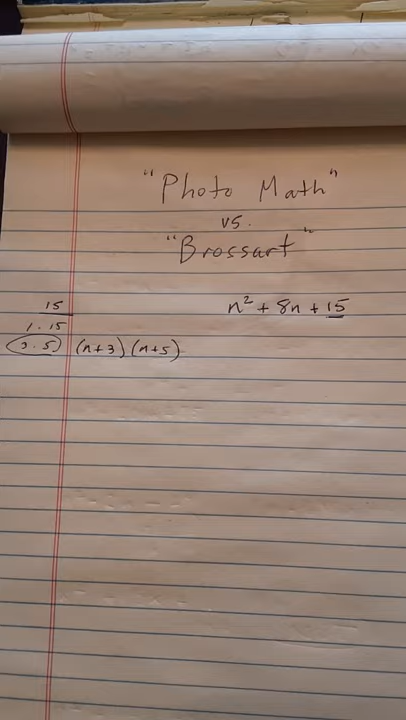 "Photo Math"
vs.
"Brossart"
n² + 8n + 15
15
1 · 15
3 · 5 (n+3)(n+5)